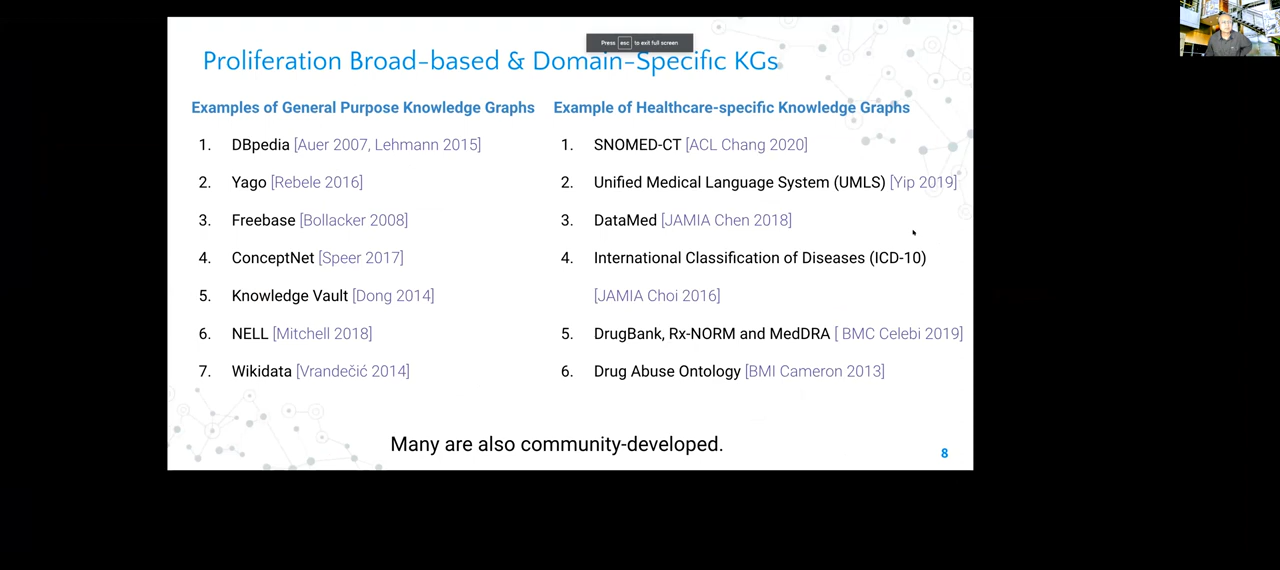 Press esc to exit full screen
Proliferation Broad-based & Domain-Specific KGs
Examples of General Purpose Knowledge Graphs
1. DBpedia [Auer 2007, Lehmann 2015]
2. Yago [Rebele 2016]
3. Freebase [Bollacker 2008]
4. ConceptNet [Speer 2017]
5. Knowledge Vault [Dong 2014]
6. NELL [Mitchell 2018]
7. Wikidata [Vrandečić 2014]
Example of Healthcare-specific Knowledge Graphs
1. SNOMED-CT [ACL Chang 2020]
2. Unified Medical Language System (UMLS) [Yip 2019]
3. DataMed [JAMIA Chen 2018]
4. International Classification of Diseases (ICD-10)
[JAMIA Choi 2016]
5. DrugBank, Rx-NORM and MedDRA [ BMC Celebi 2019]
6. Drug Abuse Ontology [BMI Cameron 2013]
Many are also community-developed.
8